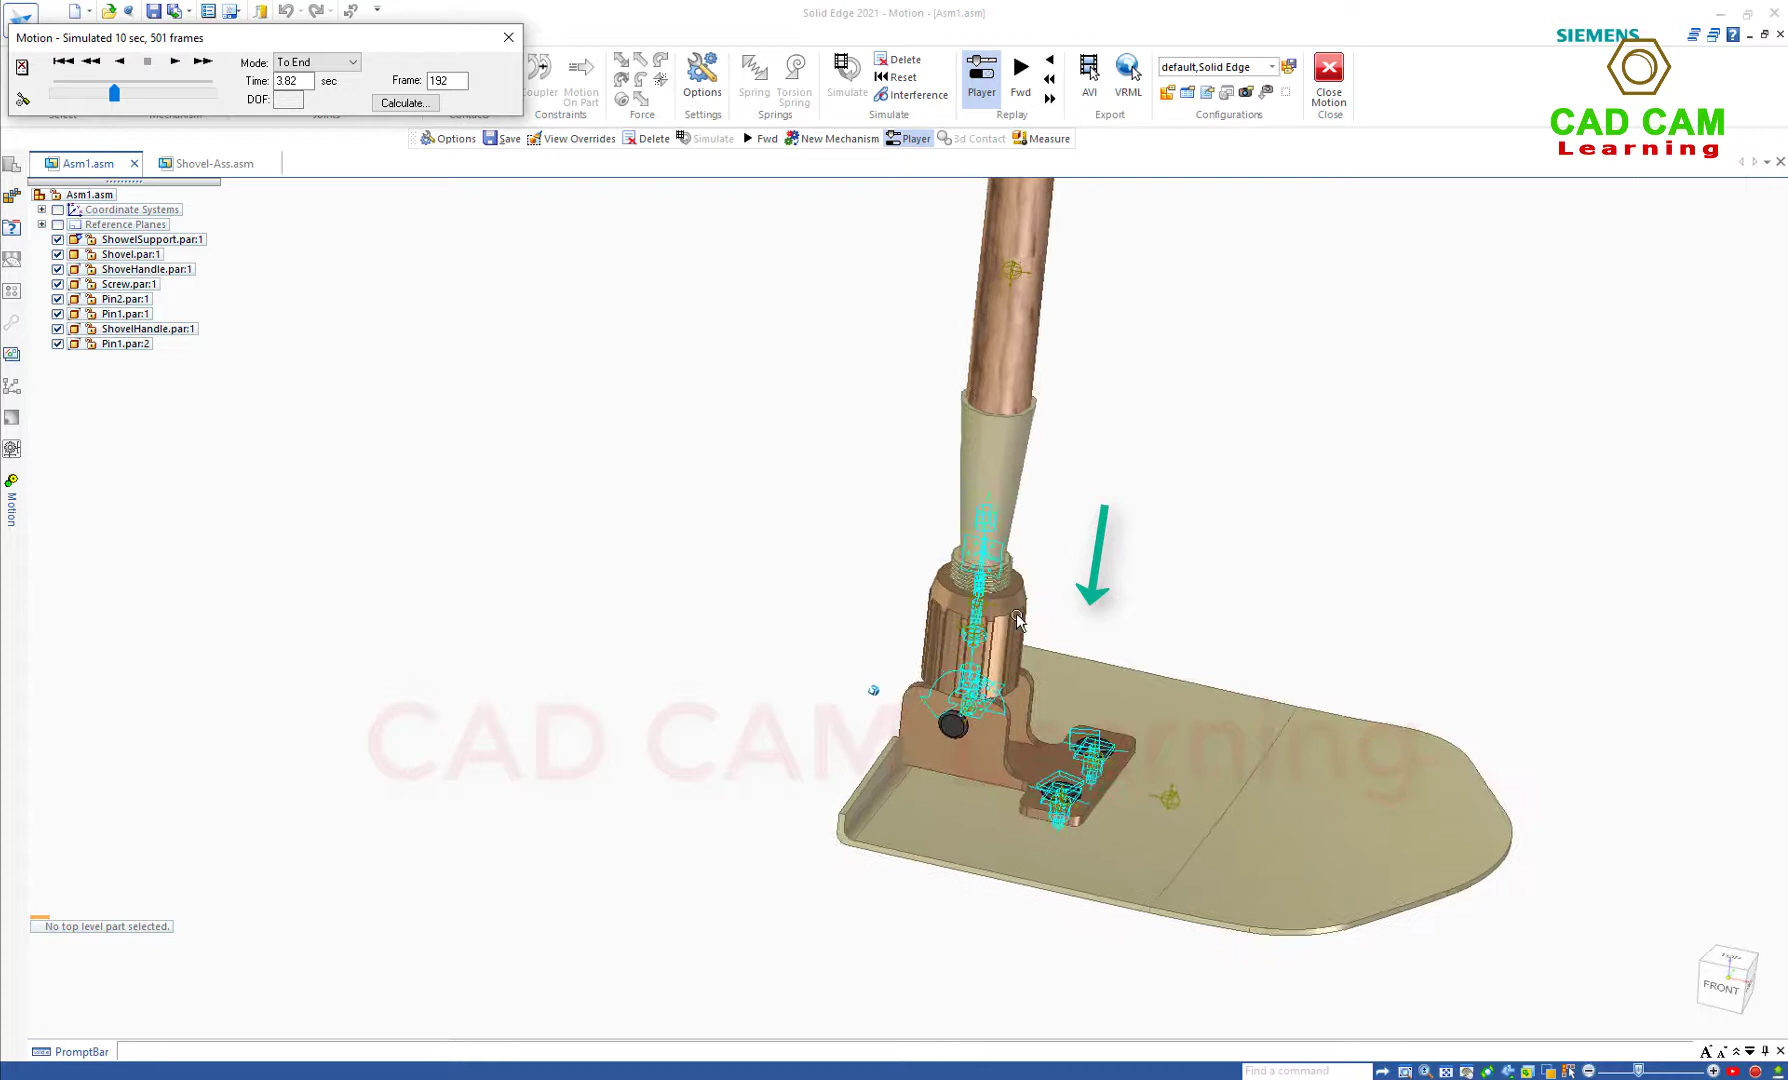 Solid Edge 2021 - Motion - [Asm1.asm]
SIEMENS
CAD CAM
Learning
Motion - Simulated 10 sec, 501 frames
Mode: To End
Time: 3.82 sec
Frame: 192
DOF:
Calculate...
Coupler
Motion On Part
Options
Spring
Torsion Spring
Simulate
Delete
Reset
Interference
Player
Fwd
AVI
VRML
default,Solid Edge
Close Motion
Select
Mechanism
Joints
Contacts
Constraints
Force
Settings
Springs
Simulate
Replay
Export
Configurations
Close
Options Save View Overrides Delete Simulate Fwd New Mechanism Player 3d Contact Measure
Asm1.asm
Shovel-Ass.asm
Asm1.asm
Coordinate Systems
Reference Planes
ShowelSupport.par:1
Shovel.par:1
ShoveHandle.par:1
Screw.par:1
Pin2.par:1
Pin1.par:1
ShovelHandle.par:1
Pin1.par:2
Motion
CAD CAM Learning
No top level part selected.
TOP
FRONT
PromptBar
Find a command